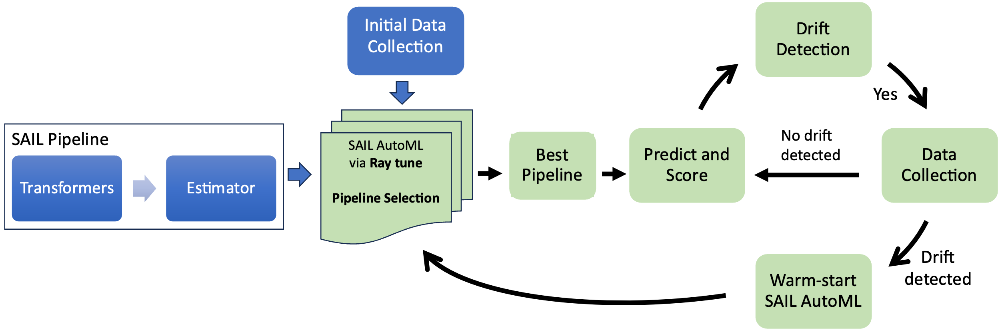 Initial Data
Collection
SAIL Pipeline
Transformers
Estimator
SAIL AutoML
via Ray tune
Pipeline Selection
Best
Pipeline
Predict and
Score
Drift
Detection
Yes
No drift
detected
Data
Collection
Drift
detected
Warm-start
SAIL AutoML